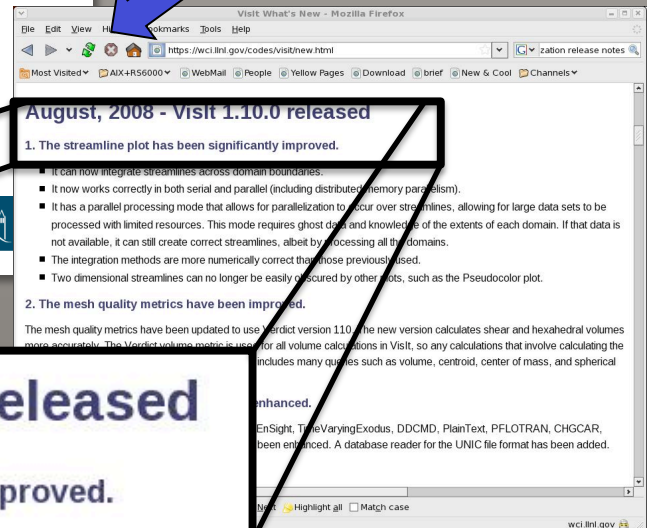 VisIt What's New - Mozilla Firefox
File Edit View Hi okmarks Tools Help
https://wci.llnl.gov/codes/visit/new.html
zation release notes
Most Visited AIX+RS6000 WebMail People Yellow Pages Download brief New & Cool Channels
August, 2008 - VisIt 1.10.0 released
1. The streamline plot has been significantly improved.
It can now integrate streamlines across domain boundaries.
It now works correctly in both serial and parallel (including distributed memory parallelism).
It has a parallel processing mode that allows for parallelization to occur over streamlines, allowing for large data sets to be
processed with limited resources. This mode requires ghost data and knowledge of the extents of each domain. If that data is
not available, it can still create correct streamlines, albeit by processing all the domains.
The integration methods are more numerically correct than those previously used.
Two dimensional streamlines can no longer be easily obscured by other plots, such as the Pseudocolor plot.
2. The mesh quality metrics have been improved.
The mesh quality metrics have been updated to use Verdict version 110. The new version calculates shear and hexahedral volumes
more accurately. The Verdict volume metric is used for all volume calculations in VisIt, so any calculations that involve calculating the
includes many queries such as volume, centroid, center of mass, and spherical
enhanced.
EnSight, TimeVaryingExodus, DDCMD, PlainText, PFLOTRAN, CHGCAR,
been enhanced. A database reader for the UNIC file format has been added.
eleased
proved.
Next Highlight all Match case
wci.llnl.gov